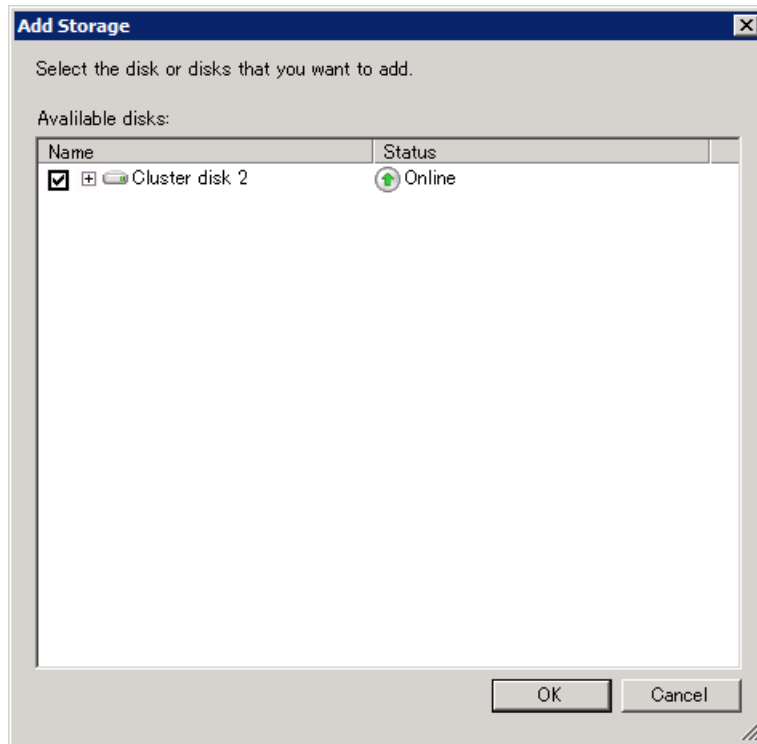 Add Storage
Select the disk or disks that you want to add.
Avalilable disks:
Name Status
Cluster disk 2 Online
OK Cancel